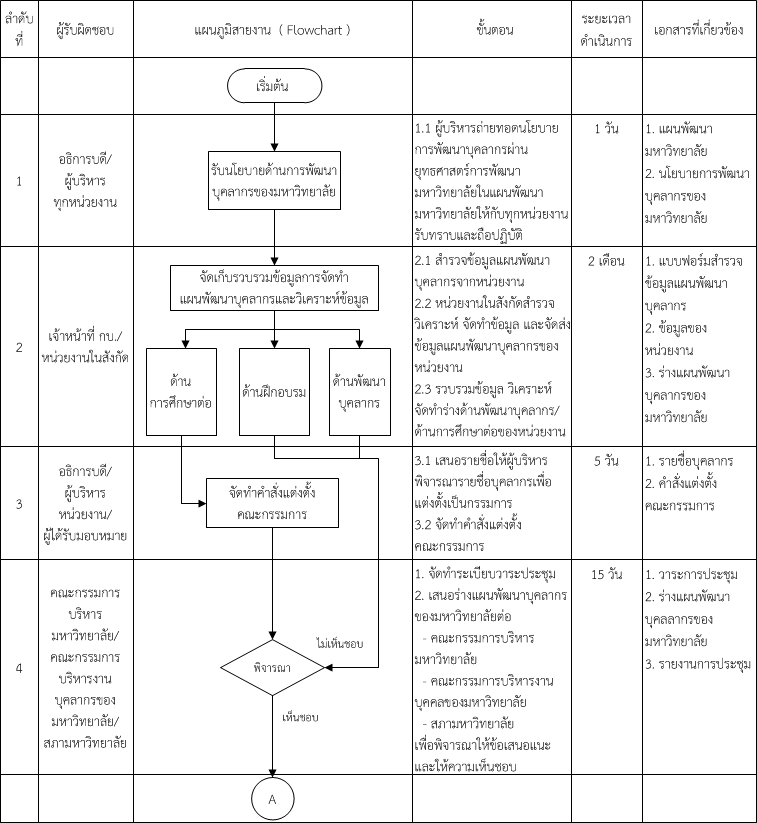 ลำดับ
ที่
ผู้รับผิดชอบ
แผนภูมิสายงาน ( Flowchart )
ขั้นตอน
ระยะเวลา
ดำเนินการ
เอกสารที่เกี่ยวข้อง
เริ่มต้น
1
อธิการบดี/
ผู้บริหาร
ทุกหน่วยงาน
รับนโยบายด้านการพัฒนา
บุคลากรของมหาวิทยาลัย
1.1 ผู้บริหารถ่ายทอดนโยบาย
การพัฒนาบุคลากรผ่าน
ยุทธศาสตร์การพัฒนา
มหาวิทยาลัยในแผนพัฒนา
มหาวิทยาลัยให้กับทุกหน่วยงาน
รับทราบและถือปฏิบัติ
1 วัน
1. แผนพัฒนา
มหาวิทยาลัย
2. นโยบายการพัฒนา
บุคลากรของ
มหาวิทยาลัย
2
เจ้าหน้าที่ กบ./
หน่วยงานในสังกัด
จัดเก็บรวบรวมข้อมูลการจัดทำ
แผนพัฒนาบุคลากรและวิเคราะห์ข้อมูล
ด้าน
การศึกษาต่อ
ด้านฝึกอบรม
ด้านพัฒนา
บุคลากร
2.1 สำรวจข้อมูลแผนพัฒนา
บุคลากรจากหน่วยงาน
2.2 หน่วยงานในสังกัดสำรวจ
วิเคราะห์ จัดทำข้อมูล และจัดส่ง
ข้อมูลแผนพัฒนาบุคลากรของ
หน่วยงาน
2.3 รวบรวมข้อมูล วิเคราะห์
จัดทำร่างด้านพัฒนาบุคลากร/
ด้านการศึกษาต่อของหน่วยงาน
2 เดือน
1. แบบฟอร์มสำรวจ
ข้อมูลแผนพัฒนา
บุคลากร
2. ข้อมูลของ
หน่วยงาน
3. ร่างแผนพัฒนา
บุคลากรของ
มหาวิทยาลัย
3
อธิการบดี/
ผู้บริหาร
หน่วยงาน/
ผู้ได้รับมอบหมาย
จัดทำคำสั่งแต่งตั้ง
คณะกรรมการ
3.1 เสนอรายชื่อให้ผู้บริหาร
พิจารณารายชื่อบุคลากรเพื่อ
แต่งตั้งเป็นกรรมการ
3.2 จัดทำคำสั่งแต่งตั้ง
คณะกรรมการ
5 วัน
1. รายชื่อบุคลากร
2. คำสั่งแต่งตั้ง
คณะกรรมการ
4
คณะกรรมการ
บริหาร
มหาวิทยาลัย/
คณะกรรมการ
บริหารงาน
บุคลากรของ
มหาวิทยาลัย/
สภามหาวิทยาลัย
ไม่เห็นชอบ
พิจารณา
เห็นชอบ
1. จัดทำระเบียบวาระประชุม
2. เสนอร่างแผนพัฒนาบุคลากร
ของมหาวิทยาลัยต่อ
- คณะกรรมการบริหาร
มหาวิทยาลัย
- คณะกรรมการบริหารงาน
บุคคลของมหาวิทยาลัย
- สภามหาวิทยาลัย
เพื่อพิจารณาให้ข้อเสนอแนะ
และให้ความเห็นชอบ
15 วัน
1. วาระการประชุม
2. ร่างแผนพัฒนา
บุคลลากรของ
มหาวิทยาลัย
3. รายงานการประชุม
A